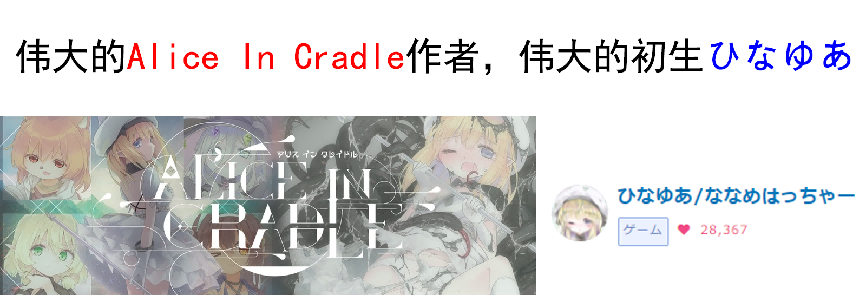 伟大的Alice In Cradle作者，伟大的初生ひなゆあ
アリス イン クレイドル
ALICE IN
CRADLE
ひなゆあ/ななめはっちゃー
ゲーム 28,367